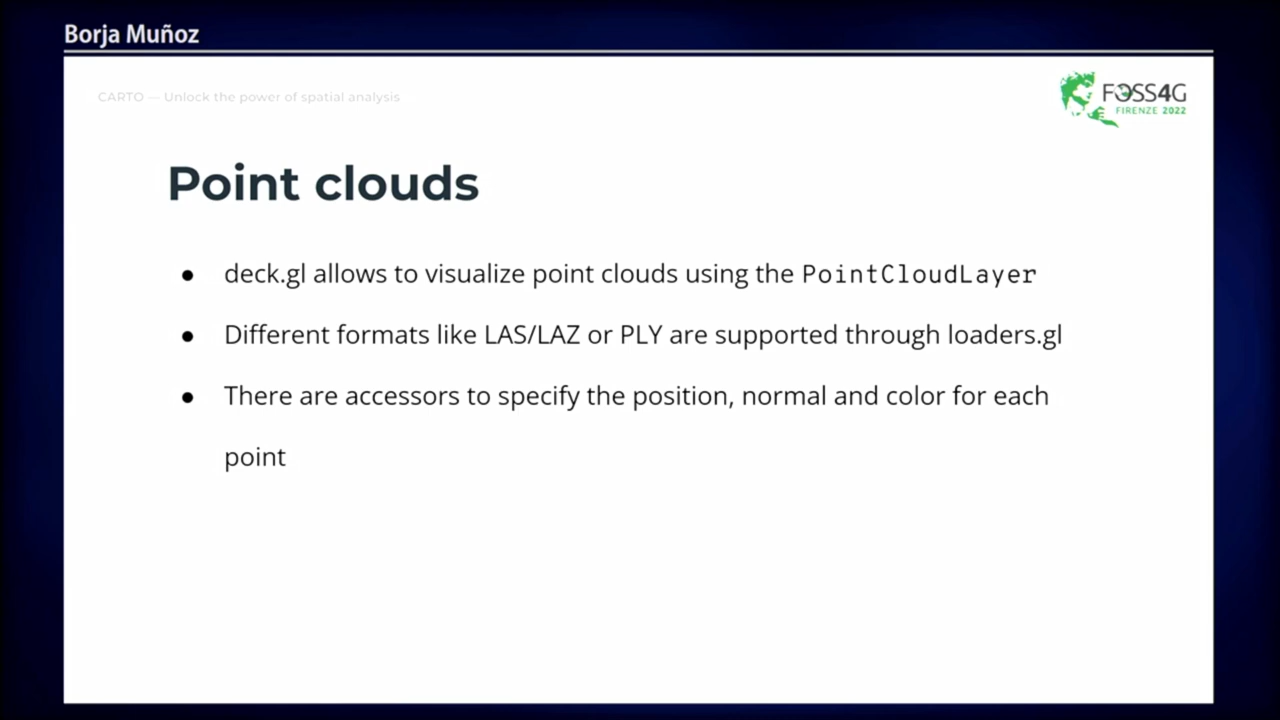 Borja Muñoz
CARTO — Unlock the power of spatial analysis
FOSS4G
FIRENZE 2022
Point clouds
● deck.gl allows to visualize point clouds using the PointCloudLayer
● Different formats like LAS/LAZ or PLY are supported through loaders.gl
● There are accessors to specify the position, normal and color for each
point